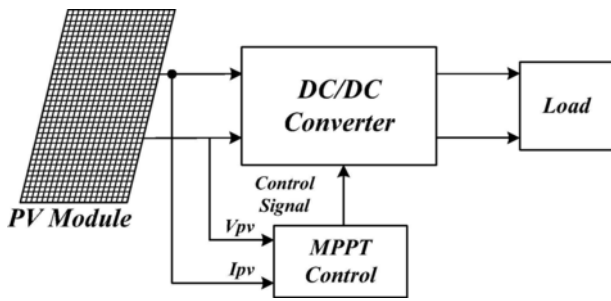 DC/DC
Converter
Load
PV Module
Control
Signal
Vpv
Ipv
MPPT
Control